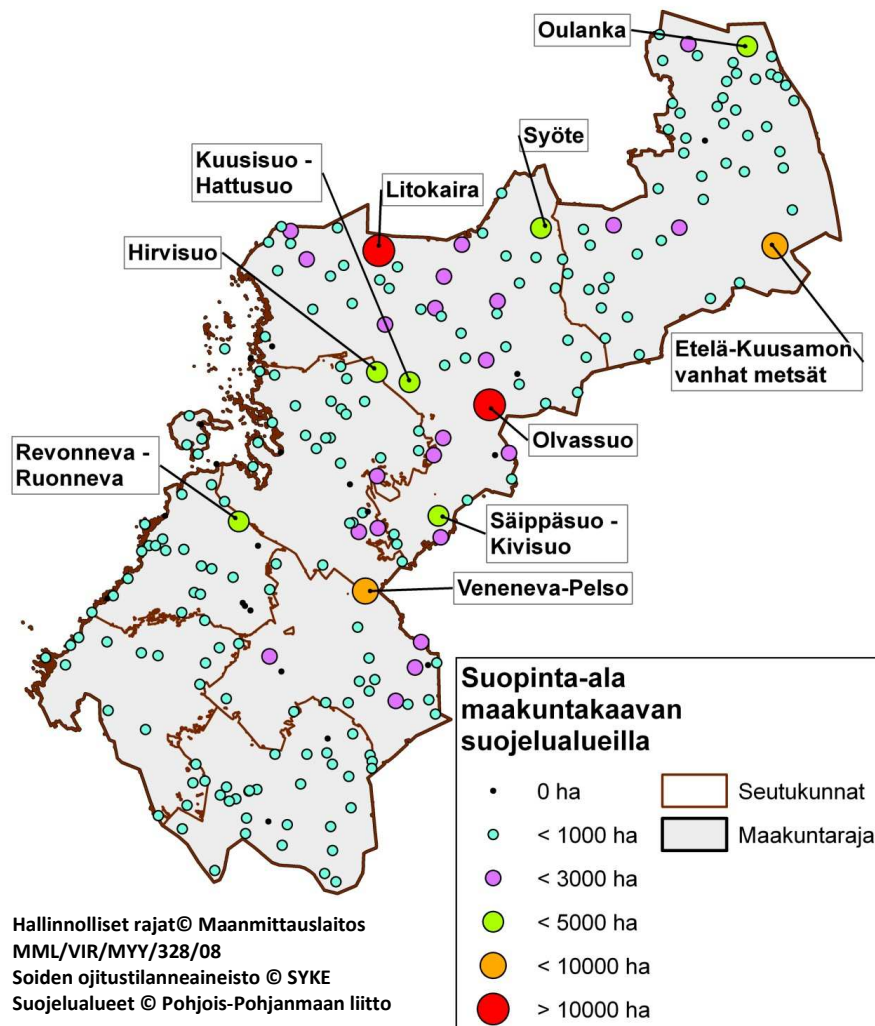 Oulanka
Syöte
Kuusisuo -
Hattusuo
Litokaira
Hirvisuo
Etelä-Kuusamon
vanhat metsät
Olvassuo
Revonneva -
Ruonneva
Säippäsuo -
Kivisuo
Veneneva-Pelso
Suopinta-ala
maakuntakaavan
suojelualueilla
0 ha
< 1000 ha
< 3000 ha
< 5000 ha
< 10000 ha
> 10000 ha
Seutukunnat
Maakuntaraja
Hallinnolliset rajat© Maanmittauslaitos
MML/VIR/MYY/328/08
Soiden ojitustilanneaineisto © SYKE
Suojelualueet © Pohjois-Pohjanmaan liitto